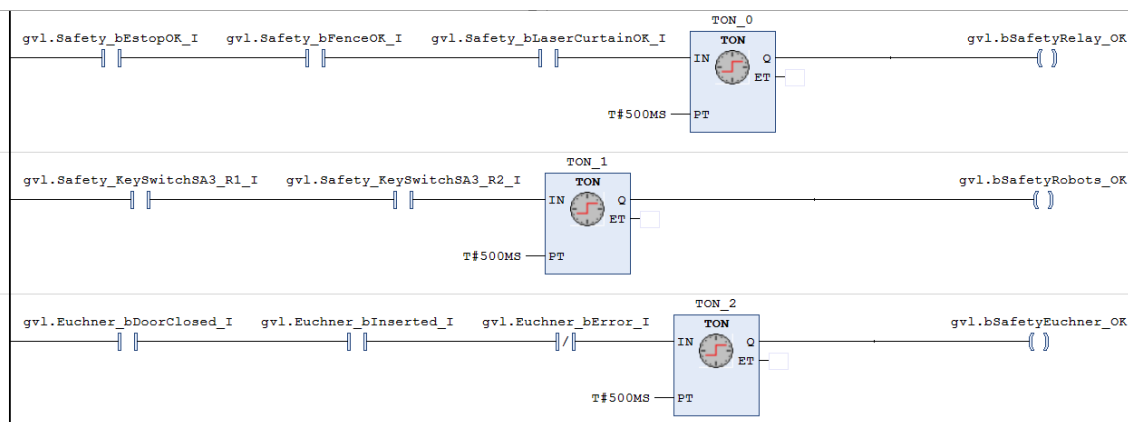 TON_0
gvl.Safety_bEstopOK_I gvl.Safety_bFenceOK_I gvl.Safety_bLaserCurtainOK_I TON gvl.bSafetyRelay_OK
IN Q
ET
T#500MS PT
TON_1
gvl.Safety_KeySwitchSA3_R1_I gvl.Safety_KeySwitchSA3_R2_I TON gvl.bSafetyRobots_OK
IN Q
ET
T#500MS PT
TON_2
gvl.Euchner_bDoorClosed_I gvl.Euchner_bInserted_I gvl.Euchner_bError_I TON gvl.bSafetyEuchner_OK
IN Q
ET
T#500MS PT